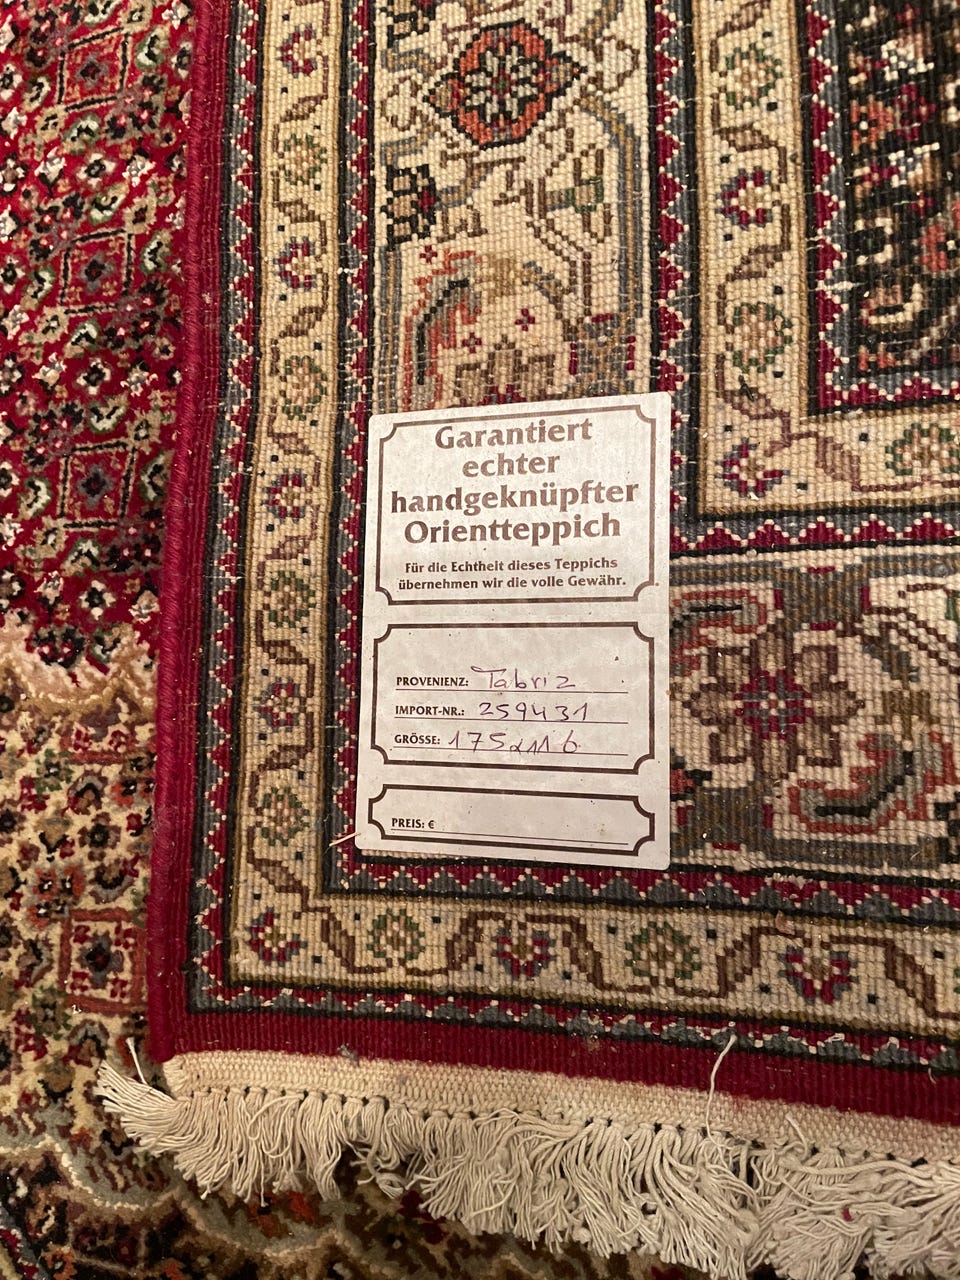 Garantiert
echter
handgeknüpfter
Orientteppich
Für die Echtheit dieses Teppichs
übernehmen wir die volle Gewähr.
PROVENIENZ: Tabriz
IMPORT-NR.: 259431
GRÖSSE: 175x116
PREIS: €